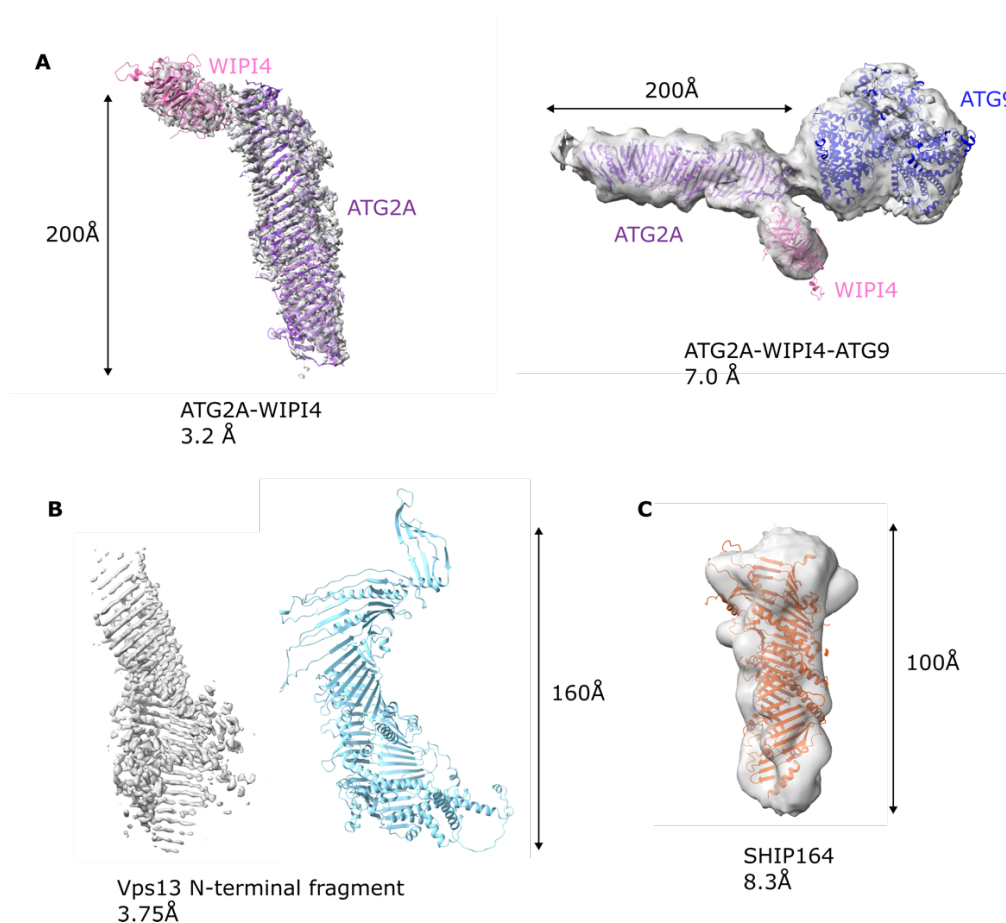 A
WIPI4
200Å
ATG2A
ATG2A-WIPI4
3.2 Å
200Å
ATG9
ATG2A
WIPI4
ATG2A-WIPI4-ATG9
7.0 Å
B
160Å
Vps13 N-terminal fragment
3.75Å
C
100Å
SHIP164
8.3Å